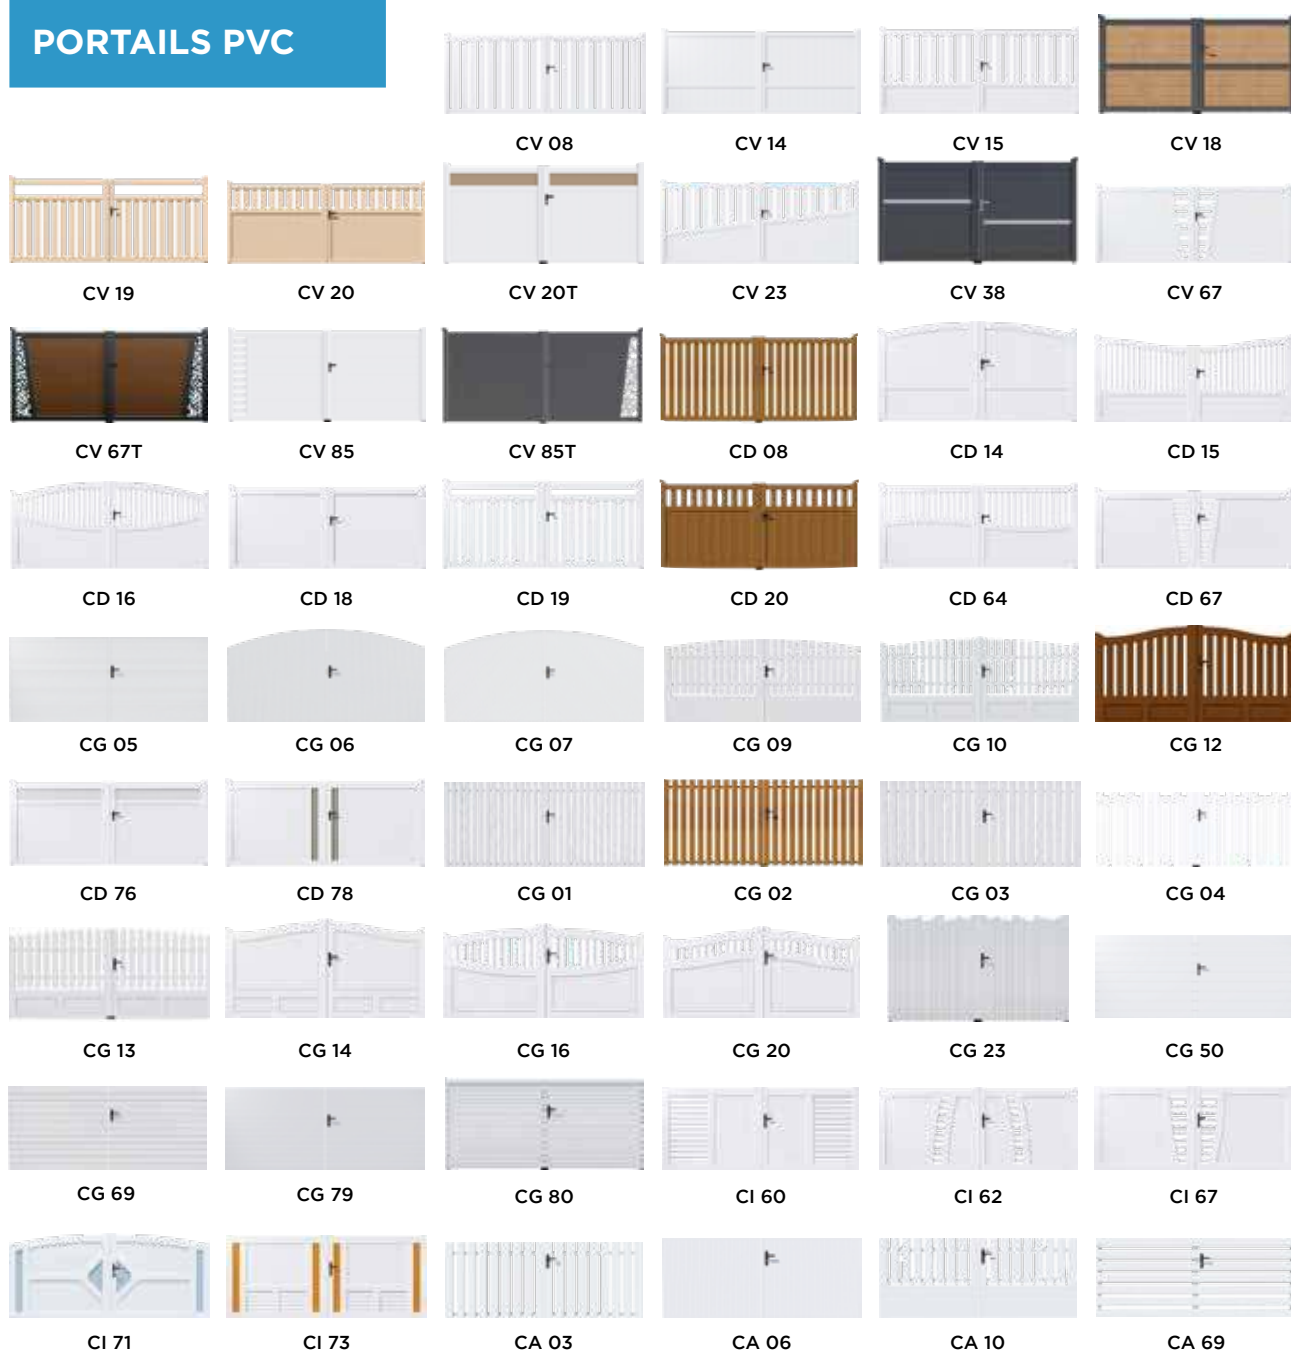 PORTAILS PVC
CV 08 CV 14 CV 15 CV 18
CV 19 CV 20 CV 20T CV 23 CV 38 CV 67
CV 67T CV 85 CV 85T CD 08 CD 14 CD 15
CD 16 CD 18 CD 19 CD 20 CD 64 CD 67
CG 05 CG 06 CG 07 CG 09 CG 10 CG 12
CD 76 CD 78 CG 01 CG 02 CG 03 CG 04
CG 13 CG 14 CG 16 CG 20 CG 23 CG 50
CG 69 CG 79 CG 80 CI 60 CI 62 CI 67
CI 71 CI 73 CA 03 CA 06 CA 10 CA 69